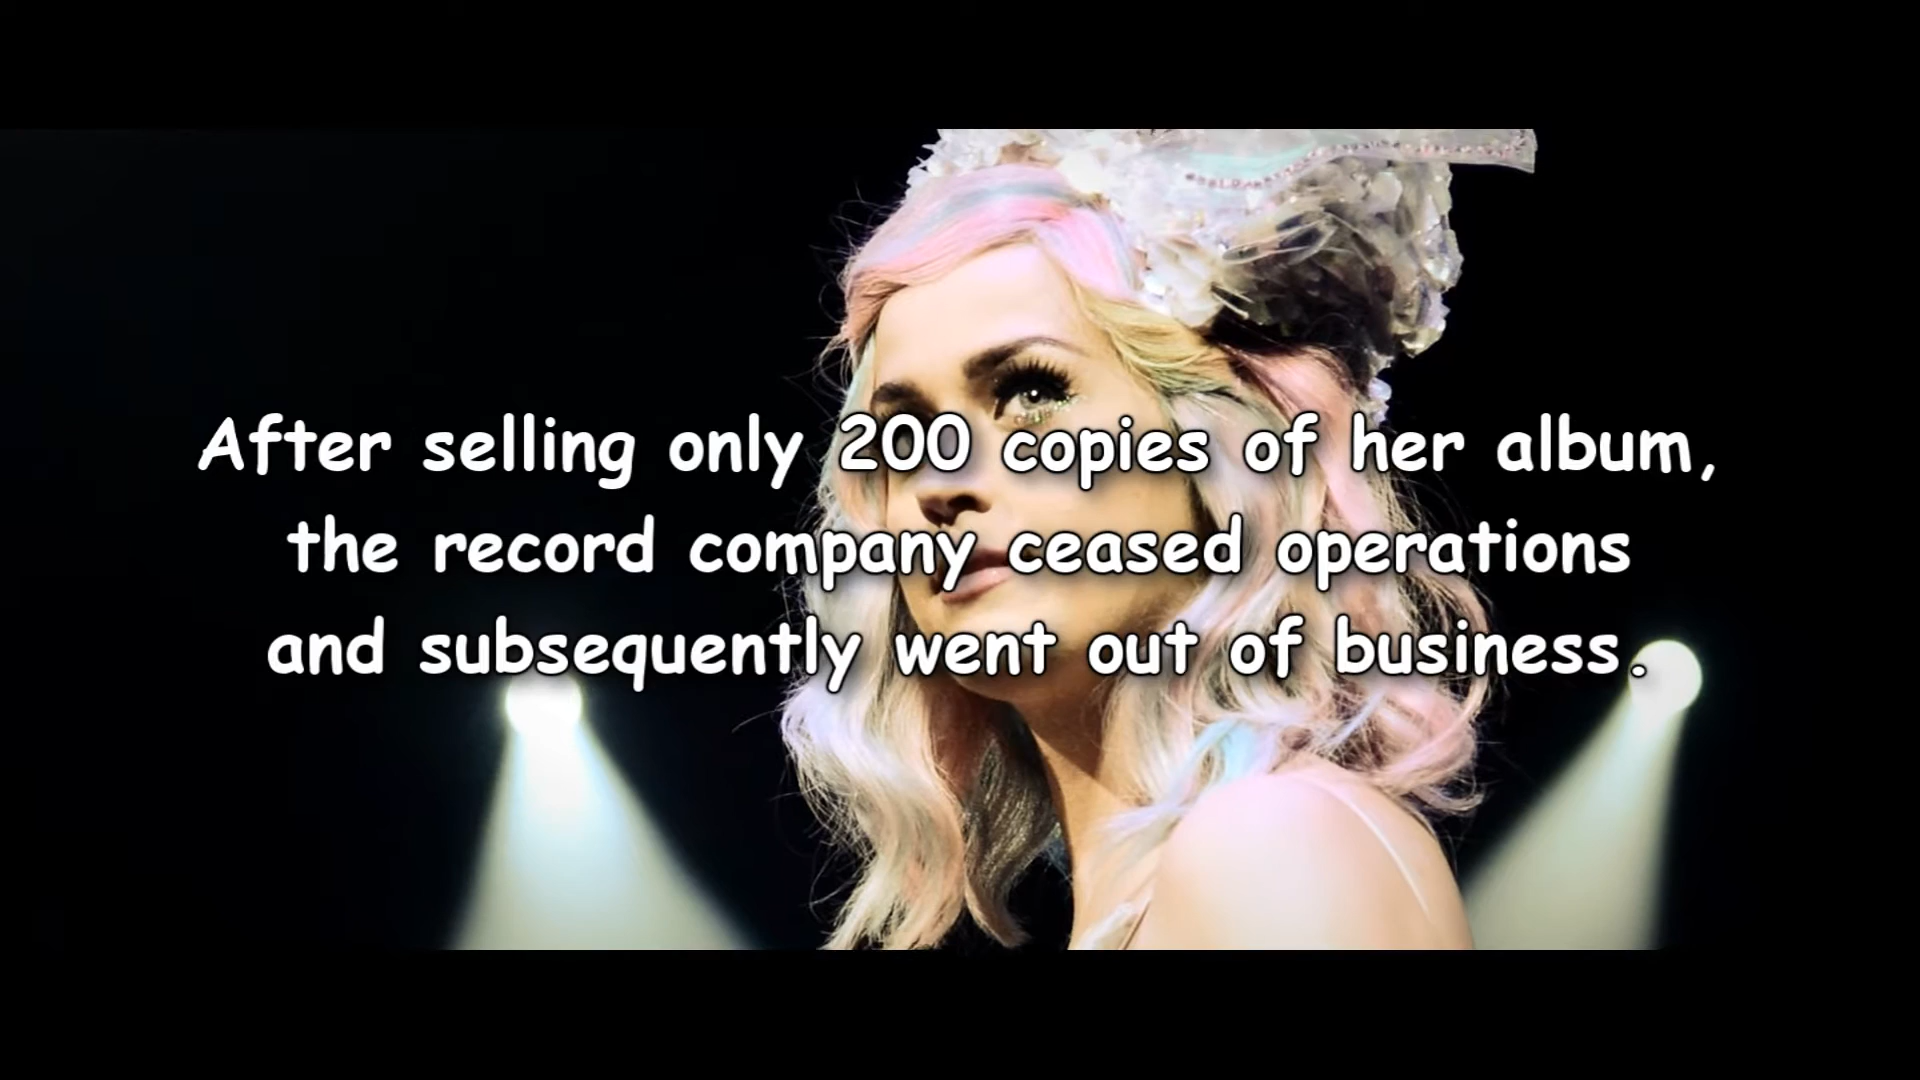 After selling only 200 copies of her album,
the record company ceased operations
and subsequently went out of business.